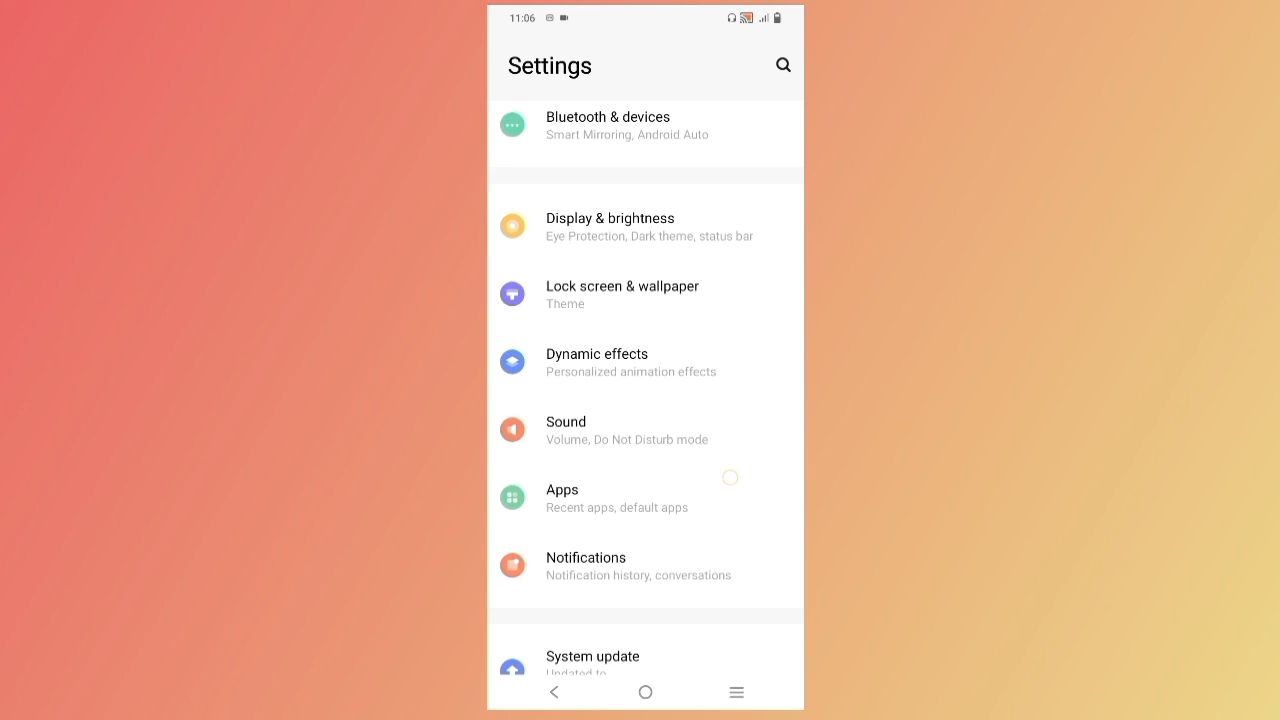 11:06
Settings
Bluetooth & devices
Smart Mirroring, Android Auto
Display & brightness
Eye Protection, Dark theme, status bar
Lock screen & wallpaper
Theme
Dynamic effects
Personalized animation effects
Sound
Volume, Do Not Disturb mode
Apps
Recent apps, default apps
Notifications
Notification history, conversations
System update
Updated to